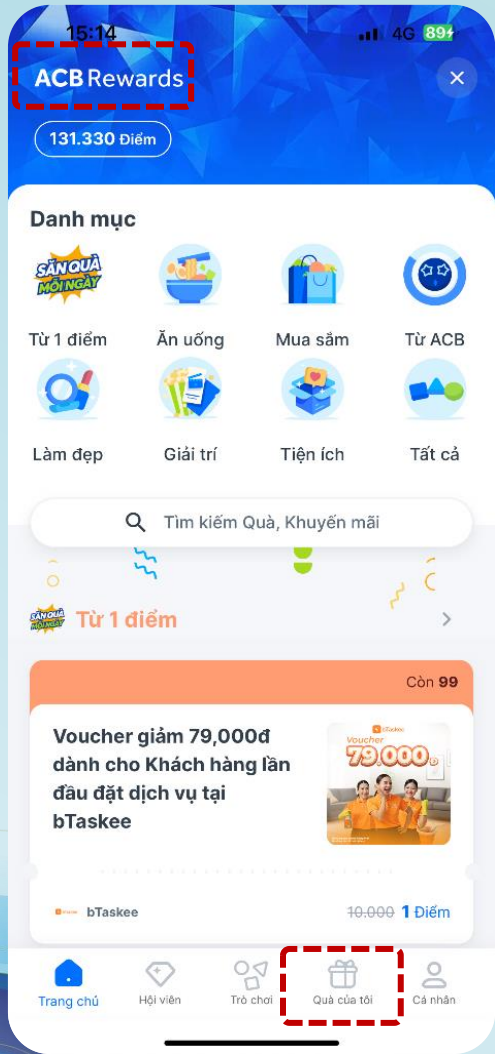 15:14
4G 89
ACB Rewards
131.330 Điểm
Danh mục
SĂN QUÀ
MỖI NGÀY
Từ 1 điểm
Ăn uống
Mua sắm
Từ ACB
Làm đẹp
Giải trí
Tiện ích
Tất cả
Tìm kiếm Quà, Khuyến mãi
SĂN QUÀ
MỖI NGÀY
Từ 1 điểm
Còn 99
Voucher giảm 79,000đ
dành cho Khách hàng lần
đầu đặt dịch vụ tại
bTaskee
bTaskee
Voucher
79.000Đ
bTaskee
10.000 1 Điểm
Trang chủ
Hội viên
Trò chơi
Quà của tôi
Cá nhân